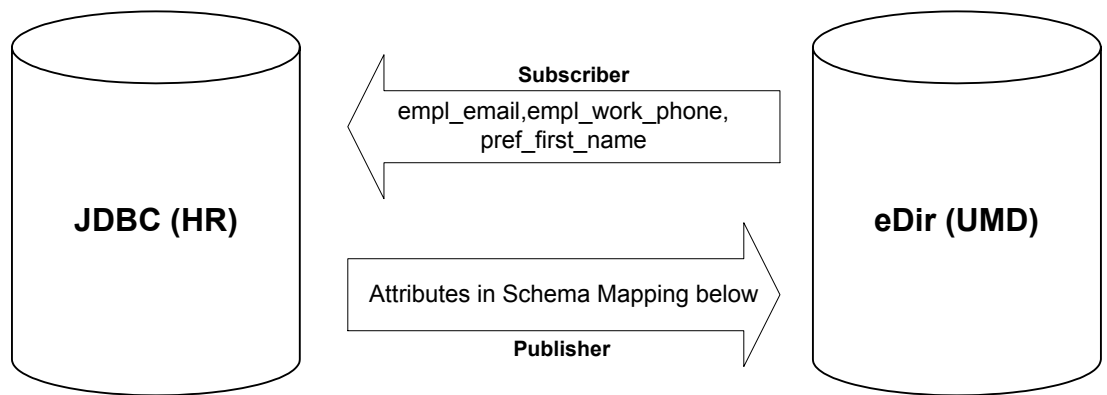 Subscriber
empl_email,empl_work_phone,
pref_first_name
JDBC (HR)
eDir (UMD)
Attributes in Schema Mapping below
Publisher